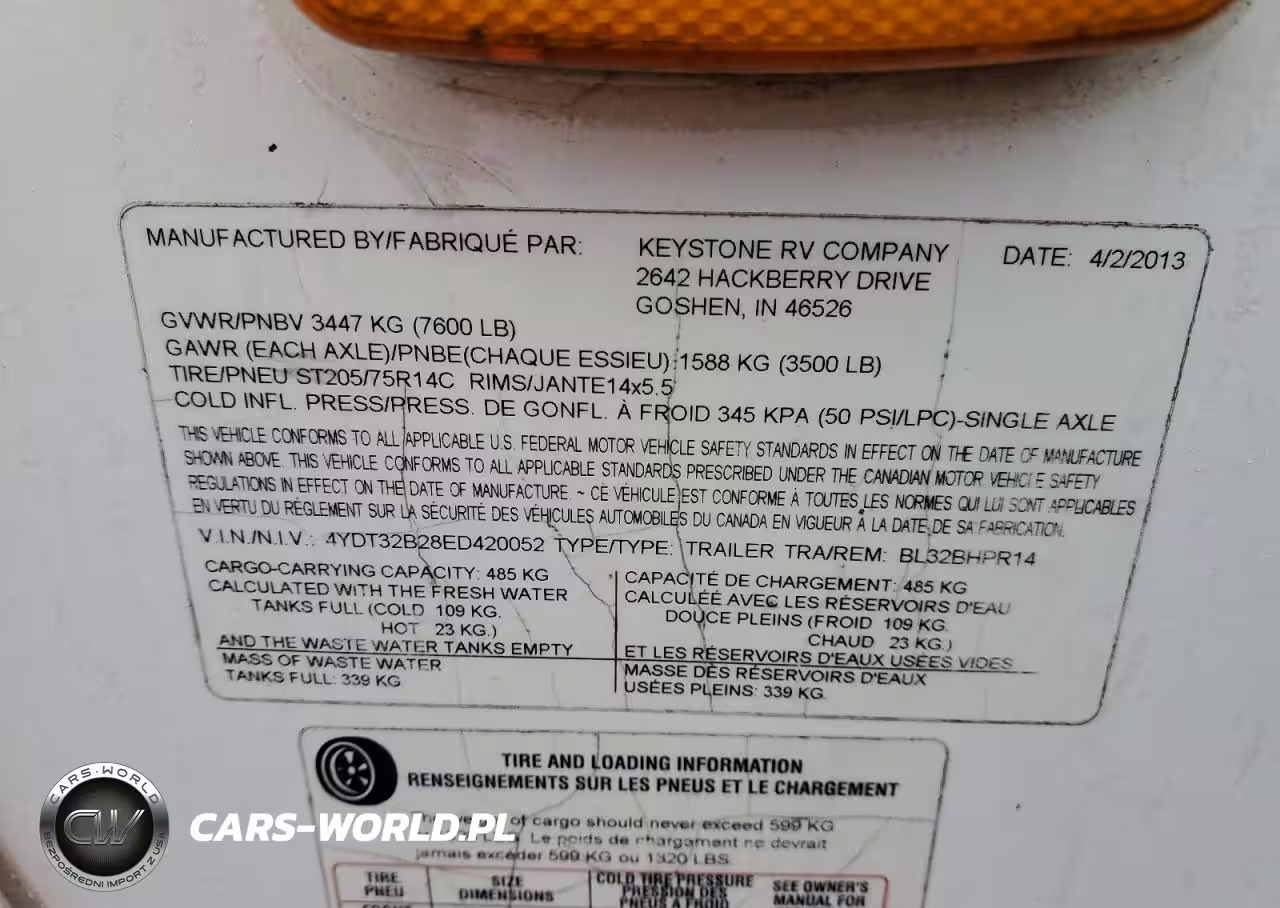 MANUFACTURED BY/FABRIQUÉ PAR: KEYSTONE RV COMPANY DATE: 4/2/2013
2642 HACKBERRY DRIVE
GOSHEN, IN 46526
GVWR/PNBV 3447 KG (7600 LB)
GAWR (EACH AXLE)/PNBE(CHAQUE ESSIEU):1588 KG (3500 LB)
TIRE/PNEU ST205/75R14C RIMS/JANTE14x5.5
COLD INFL. PRESS/PRESS. DE GONFL. À FROID 345 KPA (50 PSI/LPC)-SINGLE AXLE
THIS VEHICLE CONFORMS TO ALL APPLICABLE U.S. FEDERAL MOTOR VEHICLE SAFETY STANDARDS IN EFFECT ON THE DATE OF MANUFACTURE
SHOWN ABOVE. THIS VEHICLE CONFORMS TO ALL APPLICABLE STANDARDS PRESCRIBED UNDER THE CANADIAN MOTOR VEHICLE SAFETY
REGULATIONS IN EFFECT ON THE DATE OF MANUFACTURE. ~ CE VÉHICULE EST CONFORME À TOUTES LES NORMES QUI LUI SONT APPLICABLES
EN VERTU DU RÈGLEMENT SUR LA SÉCURITÉ DES VÉHICULES AUTOMOBILES DU CANADA EN VIGUEUR À LA DATE DE SA FABRICATION.
V.I.N./N.I.V.: 4YDT32B28ED420052 TYPE/TYPE: TRAILER TRA/REM: BL32BHPR14
CARGO-CARRYING CAPACITY: 485 KG
CALCULATED WITH THE FRESH WATER
TANKS FULL (COLD 109 KG.
HOT 23 KG.)
AND THE WASTE WATER TANKS EMPTY
MASS OF WASTE WATER
TANKS FULL: 339 KG
CAPACITÉ DE CHARGEMENT: 485 KG
CALCULÉE AVEC LES RÉSERVOIRS D'EAU
DOUCE PLEINS (FROID 109 KG.
CHAUD 23 KG.)
ET LES RÉSERVOIRS D'EAUX USÉES VIDES
MASSE DES RÉSERVOIRS D'EAUX
USÉES PLEINS: 339 KG.
TIRE AND LOADING INFORMATION
RENSEIGNEMENTS SUR LES PNEUS ET LE CHARGEMENT
of cargo should never exceed 599 KG
Le poids de chargement ne devrait
jamais excéder 599 KG ou 1320 LBS.
TIRE
PNEU
SIZE
DIMENSIONS
COLD TIRE PRESSURE
PRESSION DES
PNEUS A FROID
SEE OWNER'S
MANUAL FOR
CARS-WORLD
CW
BEZPOŚREDNI IMPORT Z USA
CARS-WORLD.PL